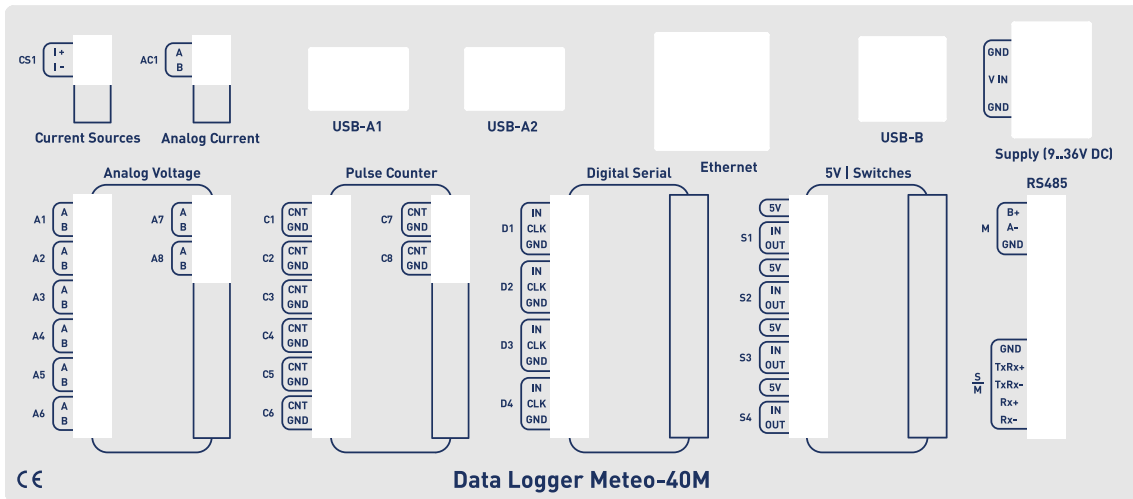 CS1
I+
I-
Current Sources
AC1
A
B
Analog Current
USB-A1
USB-A2
Ethernet
USB-B
GND
V IN
GND
Supply (9..36V DC)
Analog Voltage
A1
A
B
A2
A
B
A3
A
B
A4
A
B
A5
A
B
A6
A
B
A7
A
B
A8
A
B
Pulse Counter
C1
CNT
GND
C2
CNT
GND
C3
CNT
GND
C4
CNT
GND
C5
CNT
GND
C6
CNT
GND
C7
CNT
GND
C8
CNT
GND
Digital Serial
D1
IN
CLK
GND
D2
IN
CLK
GND
D3
IN
CLK
GND
D4
IN
CLK
GND
5V | Switches
5V
S1
IN
OUT
5V
S2
IN
OUT
5V
S3
IN
OUT
5V
S4
IN
OUT
RS485
M
B+
A-
GND
S
M
GND
TxRx+
TxRx-
Rx+
Rx-
CE
Data Logger Meteo-40M